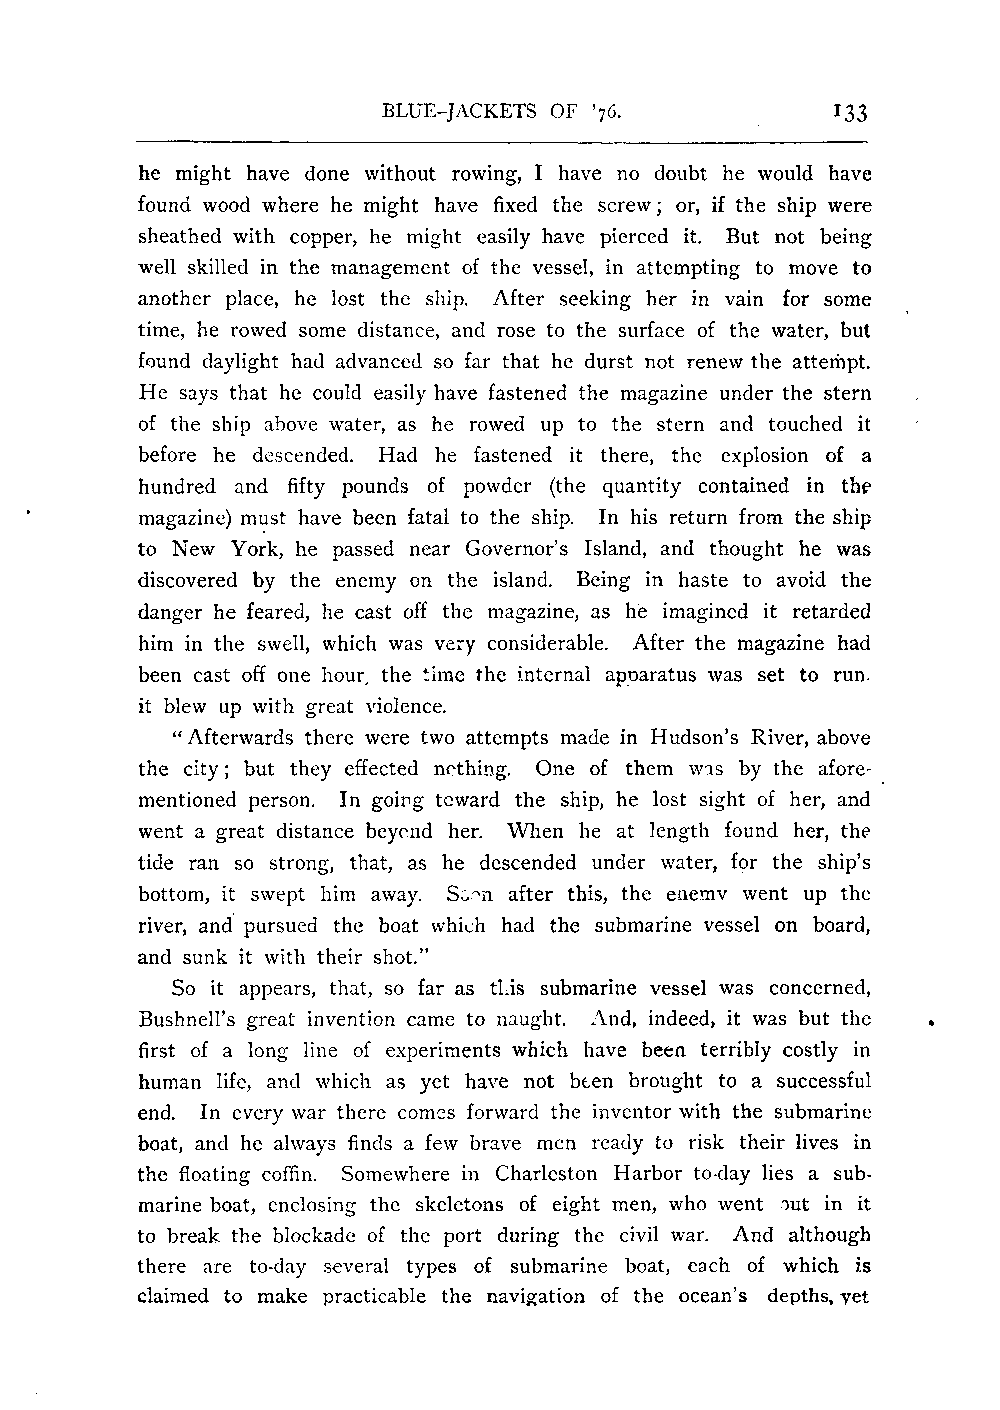 BLUE-JACKETS OF '76. 133
he might have done without rowing, I have no doubt he would have
found wood where he might have fixed the screw; or, if the ship were
sheathed with copper, he might easily have pierced it. But not being
well skilled in the management of the vessel, in attempting to move to
another place, he lost the ship. After seeking her in vain for some
time, he rowed some distance, and rose to the surface of the water, but
found daylight had advanced so far that he durst not renew the attempt.
He says that he could easily have fastened the magazine under the stern
of the ship above water, as he rowed up to the stern and touched it
before he descended. Had he fastened it there, the explosion of a
hundred and fifty pounds of powder (the quantity contained in the
magazine) must have been fatal to the ship. In his return from the ship
to New York, he passed near Governor's Island, and thought he was
discovered by the enemy on the island. Being in haste to avoid the
danger he feared, he cast off the magazine, as he imagined it retarded
him in the swell, which was very considerable. After the magazine had
been cast off one hour, the time the internal apparatus was set to run,
it blew up with great violence.
"Afterwards there were two attempts made in Hudson's River, above
the city; but they effected nothing. One of them was by the afore-
mentioned person. In going toward the ship, he lost sight of her, and
went a great distance beyond her. When he at length found her, the
tide ran so strong, that, as he descended under water, for the ship's
bottom, it swept him away. Soon after this, the enemy went up the
river, and pursued the boat which had the submarine vessel on board,
and sunk it with their shot."
So it appears, that, so far as this submarine vessel was concerned,
Bushnell's great invention came to naught. And, indeed, it was but the
first of a long line of experiments which have been terribly costly in
human life, and which as yet have not been brought to a successful
end. In every war there comes forward the inventor with the submarine
boat, and he always finds a few brave men ready to risk their lives in
the floating coffin. Somewhere in Charleston Harbor to-day lies a sub-
marine boat, enclosing the skeletons of eight men, who went out in it
to break the blockade of the port during the civil war. And although
there are to-day several types of submarine boat, each of which is
claimed to make practicable the navigation of the ocean's depths, yet